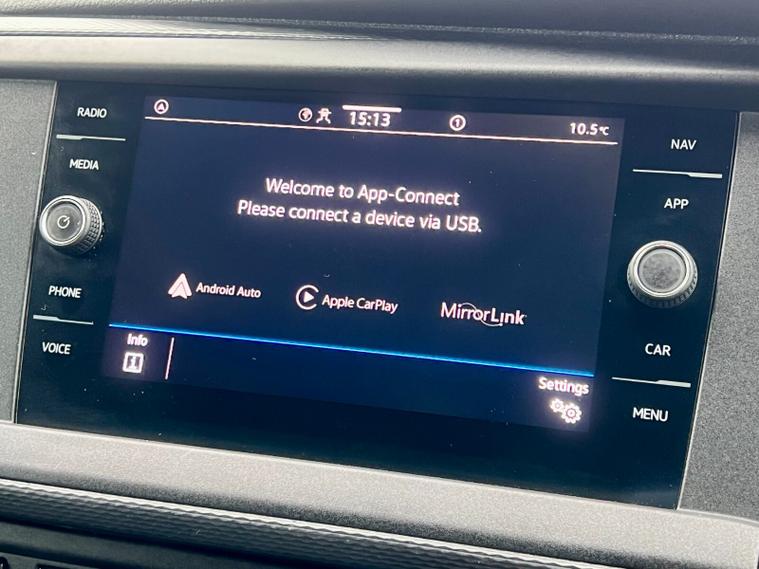 RADIO
MEDIA
PHONE
VOICE
15:13
1
10.5°C
Welcome to App-Connect
Please connect a device via USB.
Android Auto
Apple CarPlay
MirrorLink
Info
Settings
NAV
APP
CAR
MENU